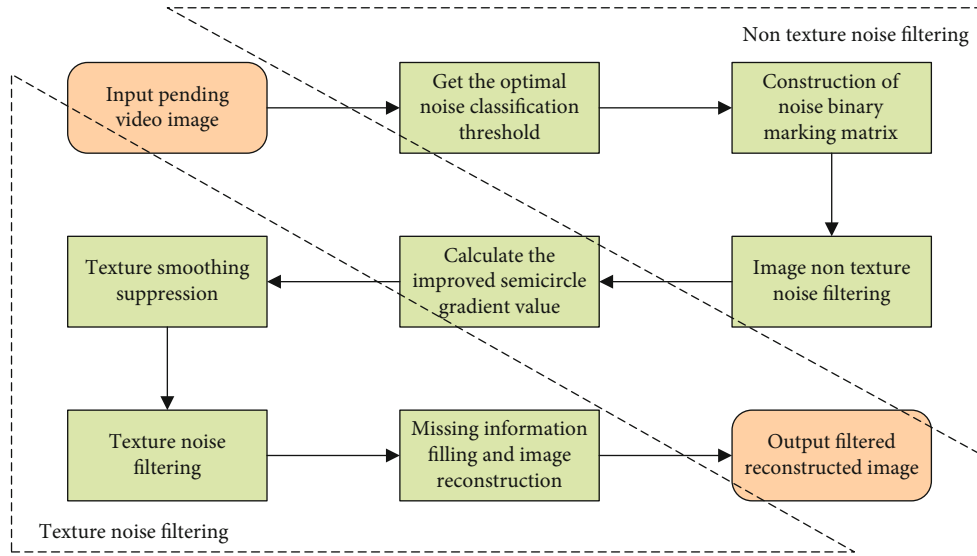 Non texture noise filtering
Input pending
video image
Get the optimal
noise classification
threshold
Construction of
noise binary
marking matrix
Image non texture
noise filtering
Calculate the
improved semicircle
gradient value
Texture smoothing
suppression
Texture noise
filtering
Missing information
filling and image
reconstruction
Output filtered
reconstructed image
Texture noise filtering